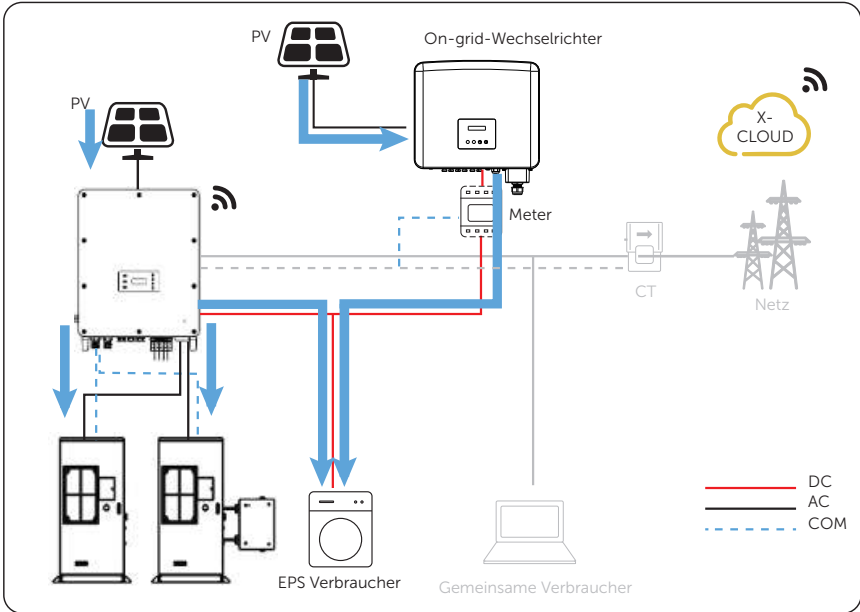 PV
On-grid-Wechselrichter
PV
X-
CLOUD
Meter
CT
Netz
DC
AC
COM
EPS Verbraucher
Gemeinsame Verbraucher